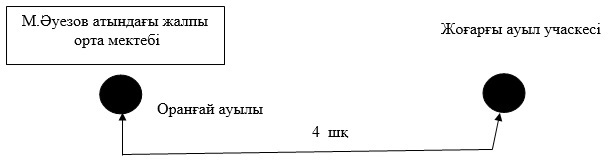 М.Әуезов атындағы жалпы
орта мектебі
Жоғарғы ауыл учаскесі
Оранғай ауылы
4 шқ